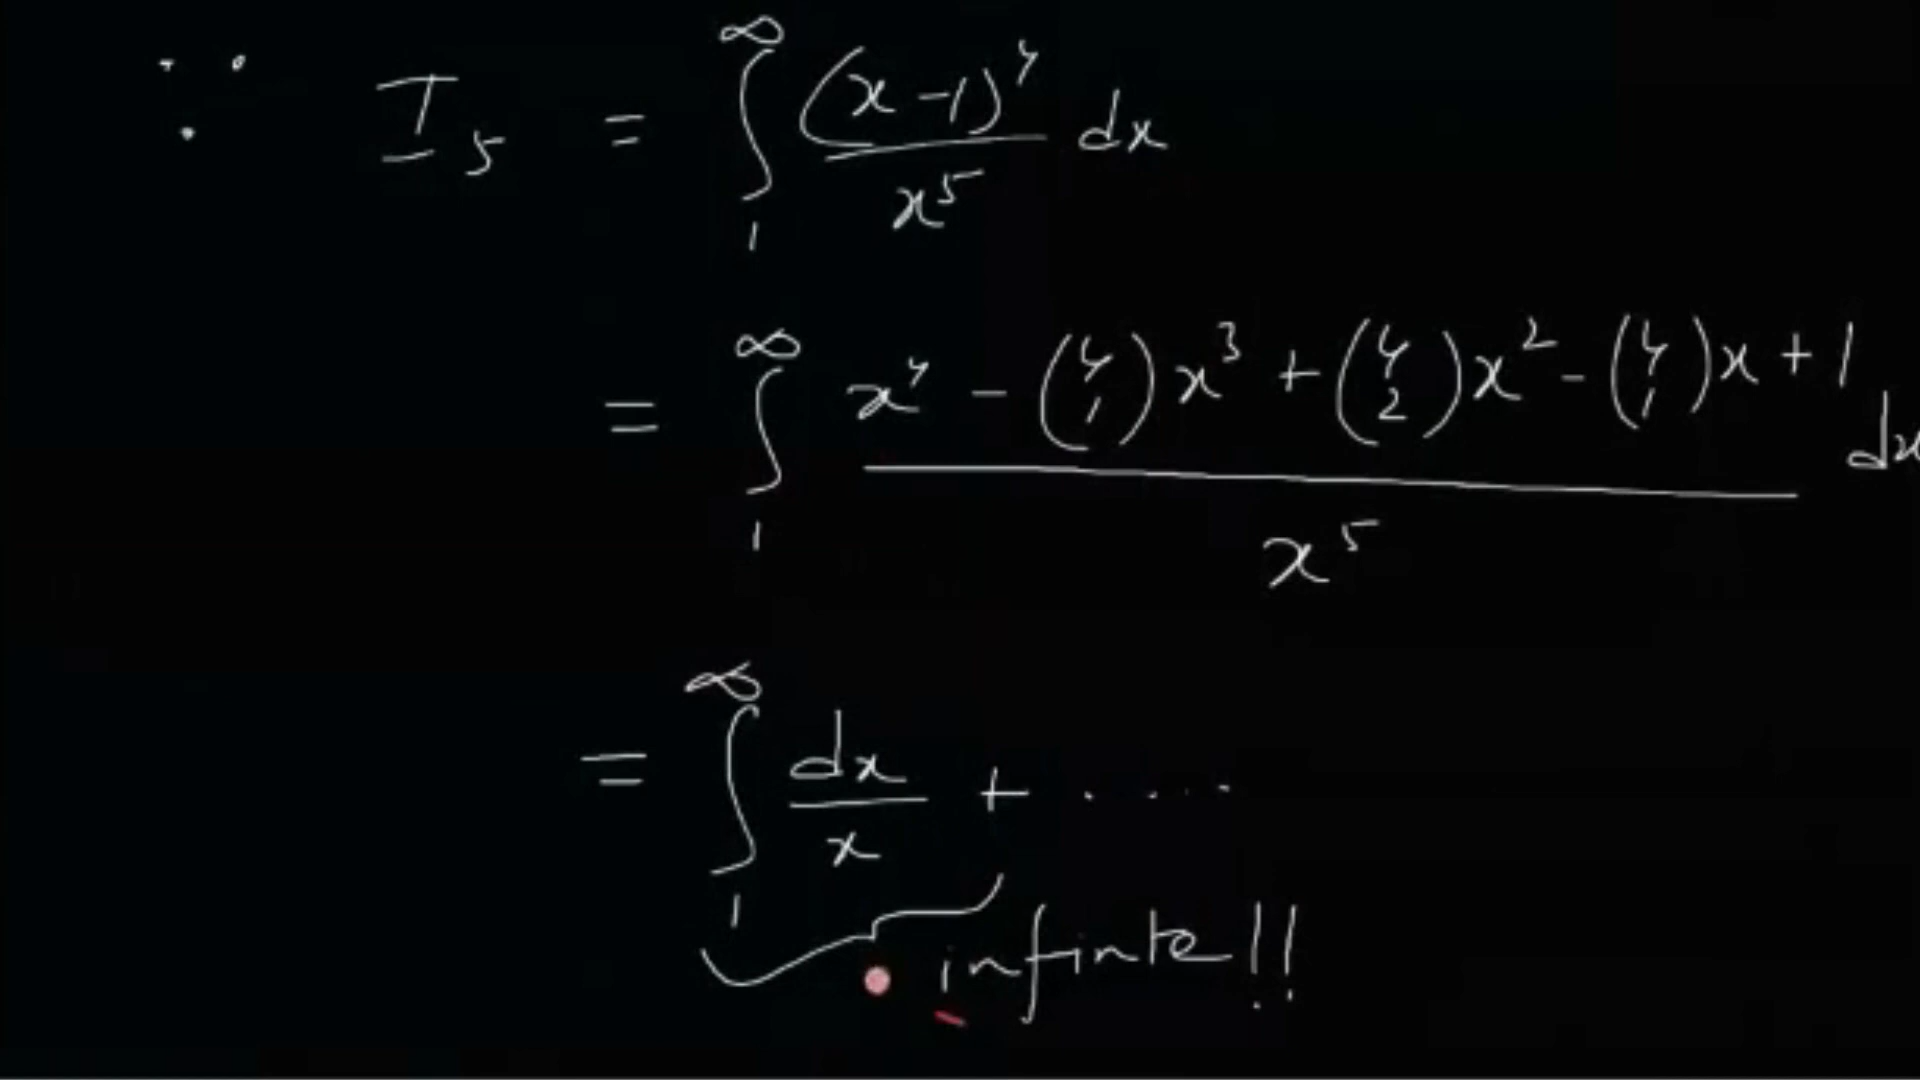 ∵ I₅ = ∫₁^∞ (x-1)⁴/x⁵ dx
= ∫₁^∞ (x⁴ - (4 1)x³ + (4 2)x² - (4 1)x + 1)/x⁵ dx
= ∫₁^∞ dx/x + ....
infinte!!